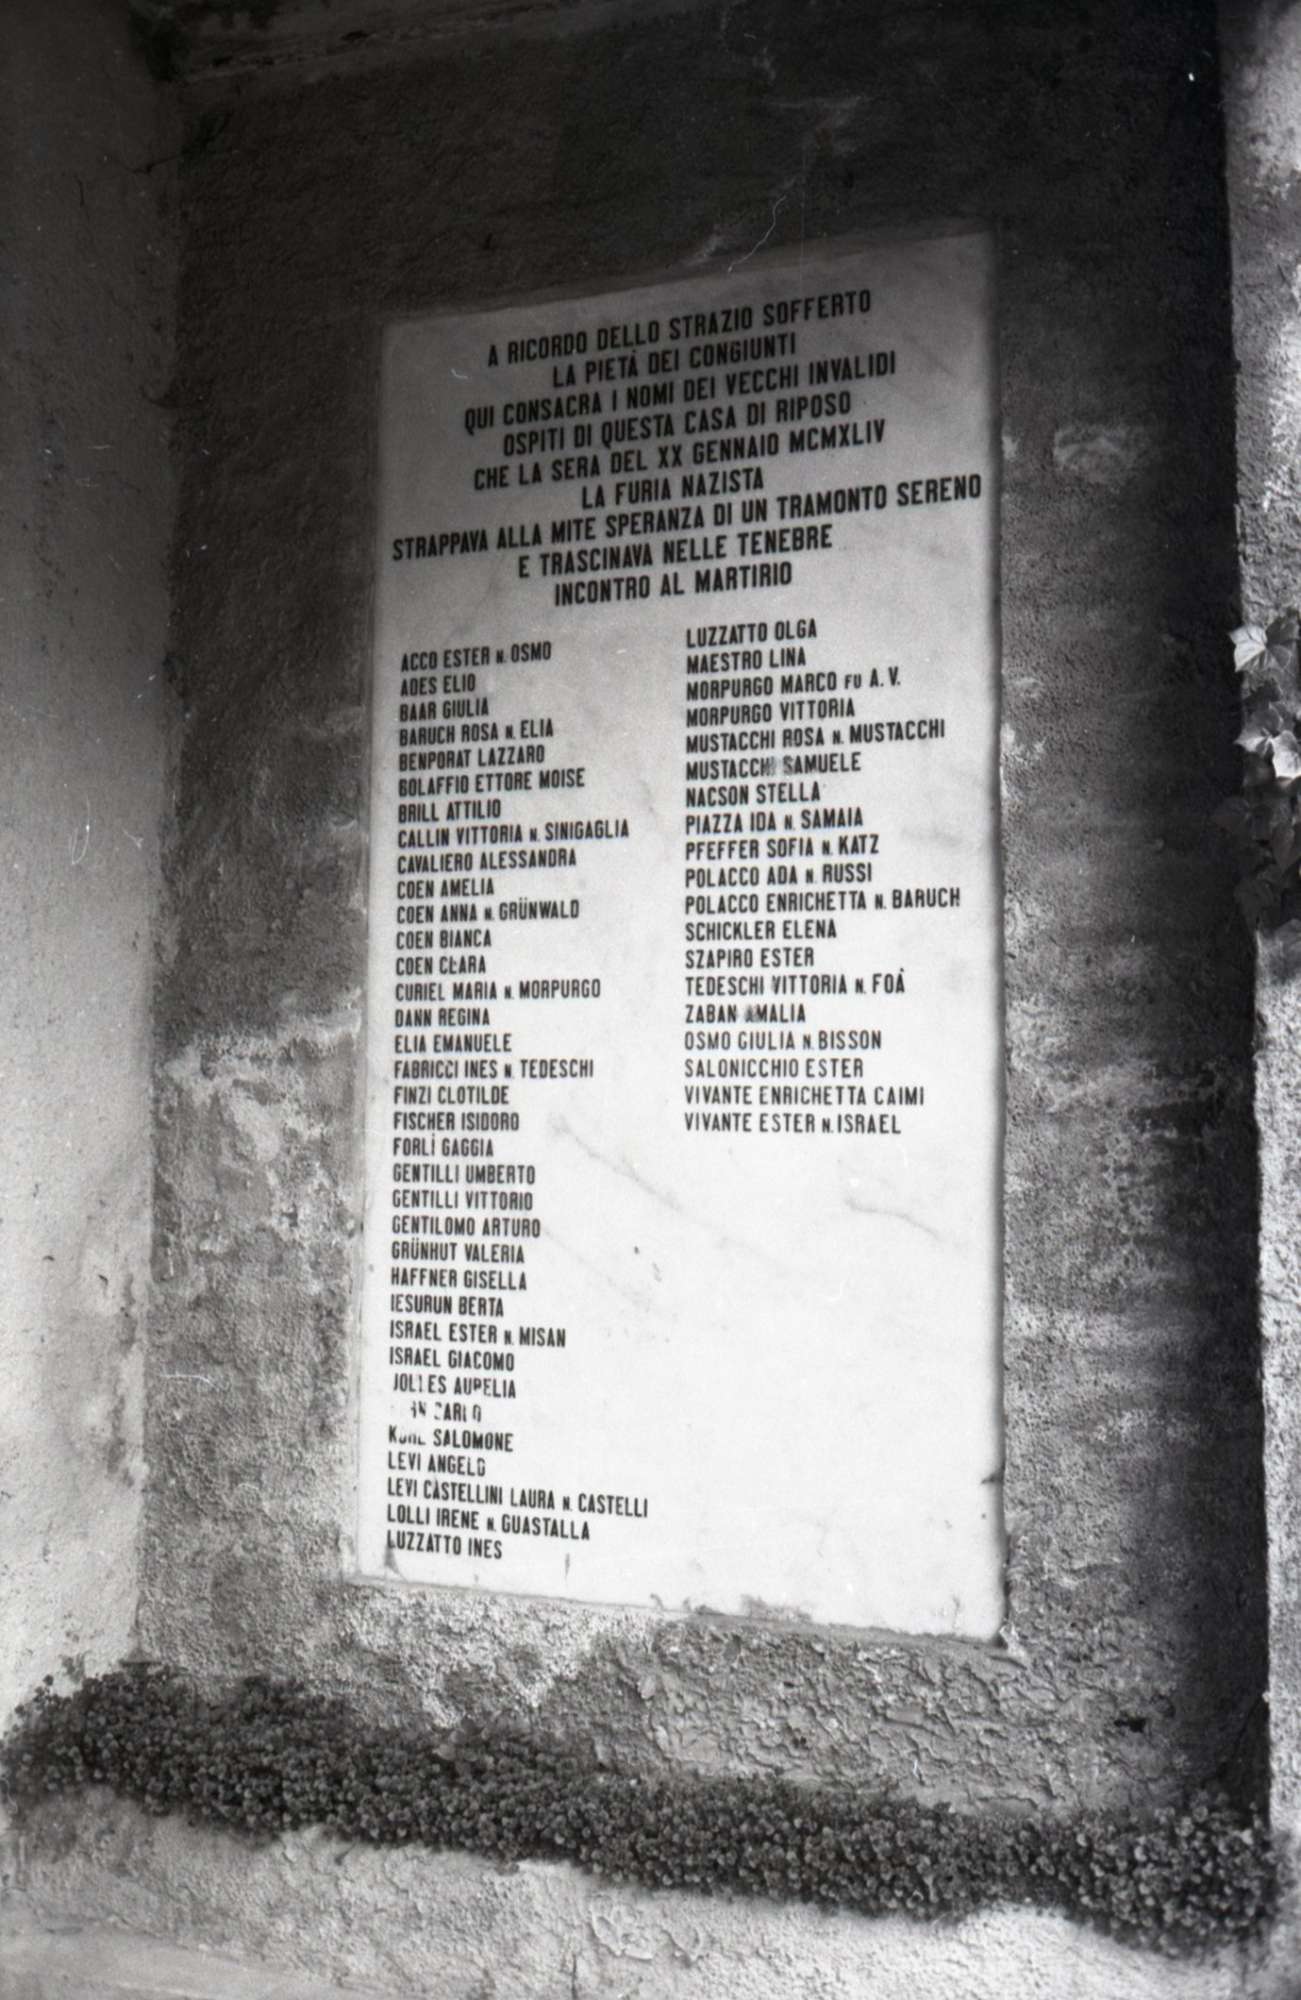 A RICORDO DELLO STRAZIO SOFFERTO
LA PIETÀ DEI CONGIUNTI
QUI CONSACRA I NOMI DEI VECCHI INVALIDI
OSPITI DI QUESTA CASA DI RIPOSO
CHE LA SERA DEL XX GENNAIO MCMXLIV
LA FURIA NAZISTA
STRAPPAVA ALLA MITE SPERANZA DI UN TRAMONTO SERENO
E TRASCINAVA NELLE TENEBRE
INCONTRO AL MARTIRIO
ACCO ESTER N. OSMO
ADES ELIO
BAAR GIULIA
BARUCH ROSA N. ELIA
BENPORAT LAZZARO
BOLAFFIO ETTORE MOISE
BRILL ATTILIO
CALLIN VITTORIA N. SINIGAGLIA
CAVALIERO ALESSANDRA
COEN AMELIA
COEN ANNA N. GRÜNWALD
COEN BIANCA
COEN CLARA
CURIEL MARIA N. MORPURGO
DANN REGINA
ELIA EMANUELE
FABRICCI INES N. TEDESCHI
FINZI CLOTILDE
FISCHER ISIDORO
FORLÌ GAGGIA
GENTILLI UMBERTO
GENTILLI VITTORIO
GENTILOMO ARTURO
GRÜNHUT VALERIA
HAFFNER GISELLA
IESURUN BERTA
ISRAEL ESTER N. MISAN
ISRAEL GIACOMO
JOLLES AURELIA
CARLO
SALOMONE
LEVI ANGELO
LEVI CASTELLINI LAURA N. CASTELLI
LOLLI IRENE N. GUASTALLA
LUZZATTO INES
LUZZATTO OLGA
MAESTRO LINA
MORPURGO MARCO FU A. V.
MORPURGO VITTORIA
MUSTACCHI ROSA N. MUSTACCHI
MUSTACCHI SAMUELE
NACSON STELLA
PIAZZA IDA N. SAMAIA
PFEFFER SOFIA N. KATZ
POLACCO ADA N. RUSSI
POLACCO ENRICHETTA N. BARUCH
SCHICKLER ELENA
SZAPIRO ESTER
TEDESCHI VITTORIA N. FOÀ
ZABAN AMALIA
OSMO GIULIA N. BISSON
SALONICCHIO ESTER
VIVANTE ENRICHETTA CAIMI
VIVANTE ESTER N. ISRAEL